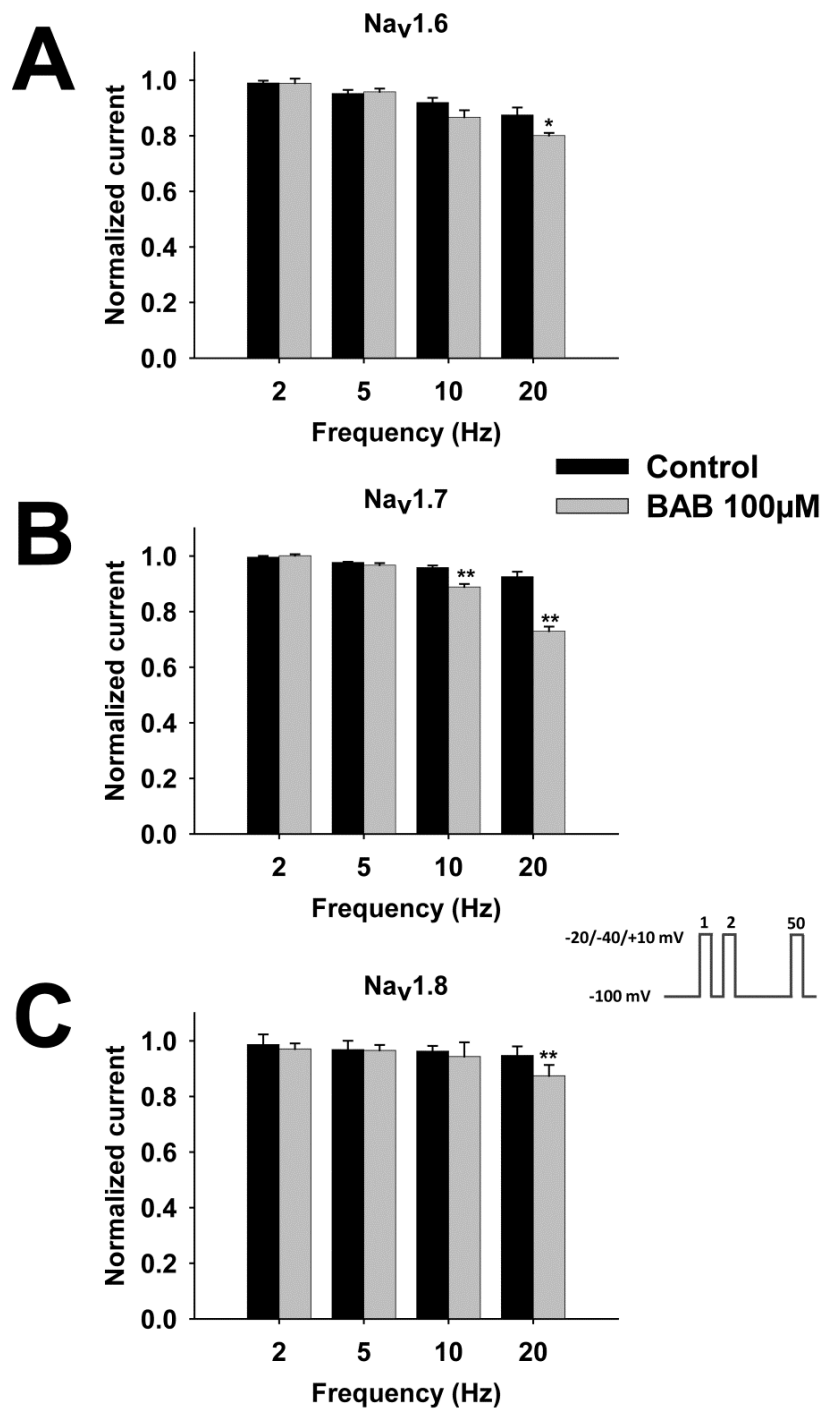 A
Nav1.6
Normalized current
1.0
0.8
0.6
0.4
0.2
0.0
*
2 5 10 20
Frequency (Hz)
Control
BAB 100µM
B
Nav1.7
Normalized current
1.0
0.8
0.6
0.4
0.2
0.0
**
**
2 5 10 20
Frequency (Hz)
1 2 50
-20/-40/+10 mV
-100 mV
C
Nav1.8
Normalized current
1.0
0.8
0.6
0.4
0.2
0.0
**
2 5 10 20
Frequency (Hz)